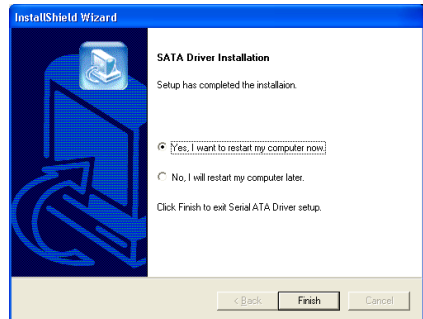 InstallShield Wizard
SATA Driver Installation
Setup has completed the installaion.
Yes, I want to restart my computer now.
No, I will restart my computer later.
Click Finish to exit Serial ATA Driver setup.
< Back Finish Cancel